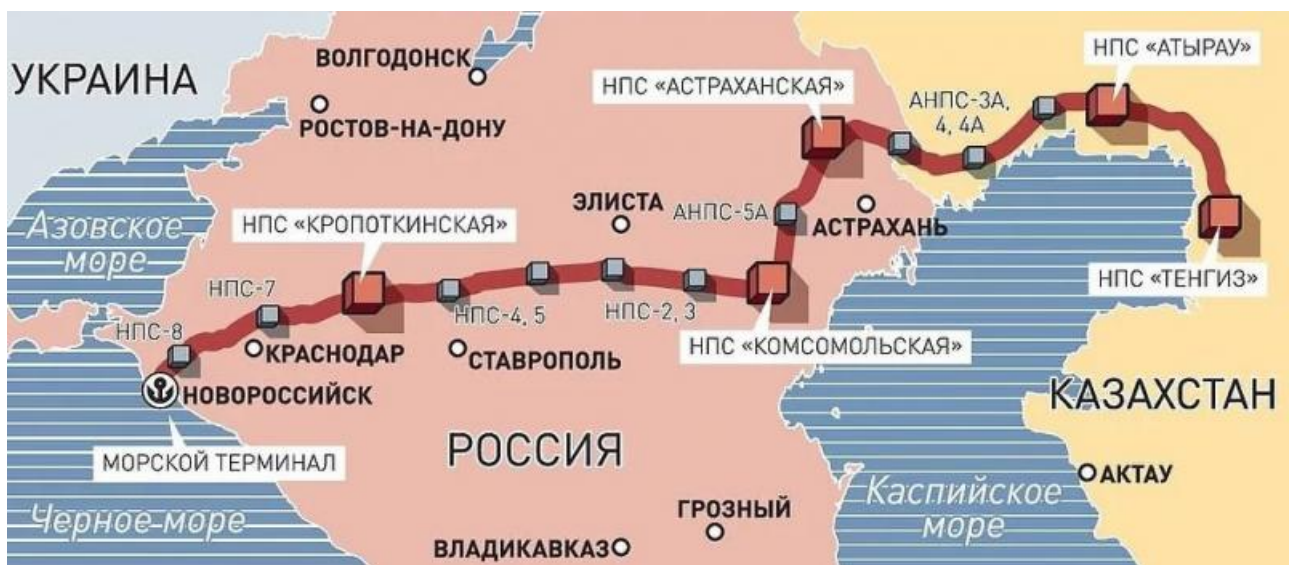 УКРАИНА
ВОЛГОДОНСК
РОСТОВ-НА-ДОНУ
НПС «АСТРАХАНСКАЯ»
НПС «АТЫРАУ»
АНПС-3А,
4, 4А
Азовское
море
НПС «КРОПОТКИНСКАЯ»
ЭЛИСТА
АНПС-5А
АСТРАХАНЬ
НПС «ТЕНГИЗ»
НПС-7
НПС-8
НПС-4, 5
НПС-2, 3
КРАСНОДАР
СТАВРОПОЛЬ
НПС «КОМСОМОЛЬСКАЯ»
НОВОРОССИЙСК
КАЗАХСТАН
МОРСКОЙ ТЕРМИНАЛ
РОССИЯ
АКТАУ
Черное море
Каспийское
море
ГРОЗНЫЙ
ВЛАДИКАВКАЗ